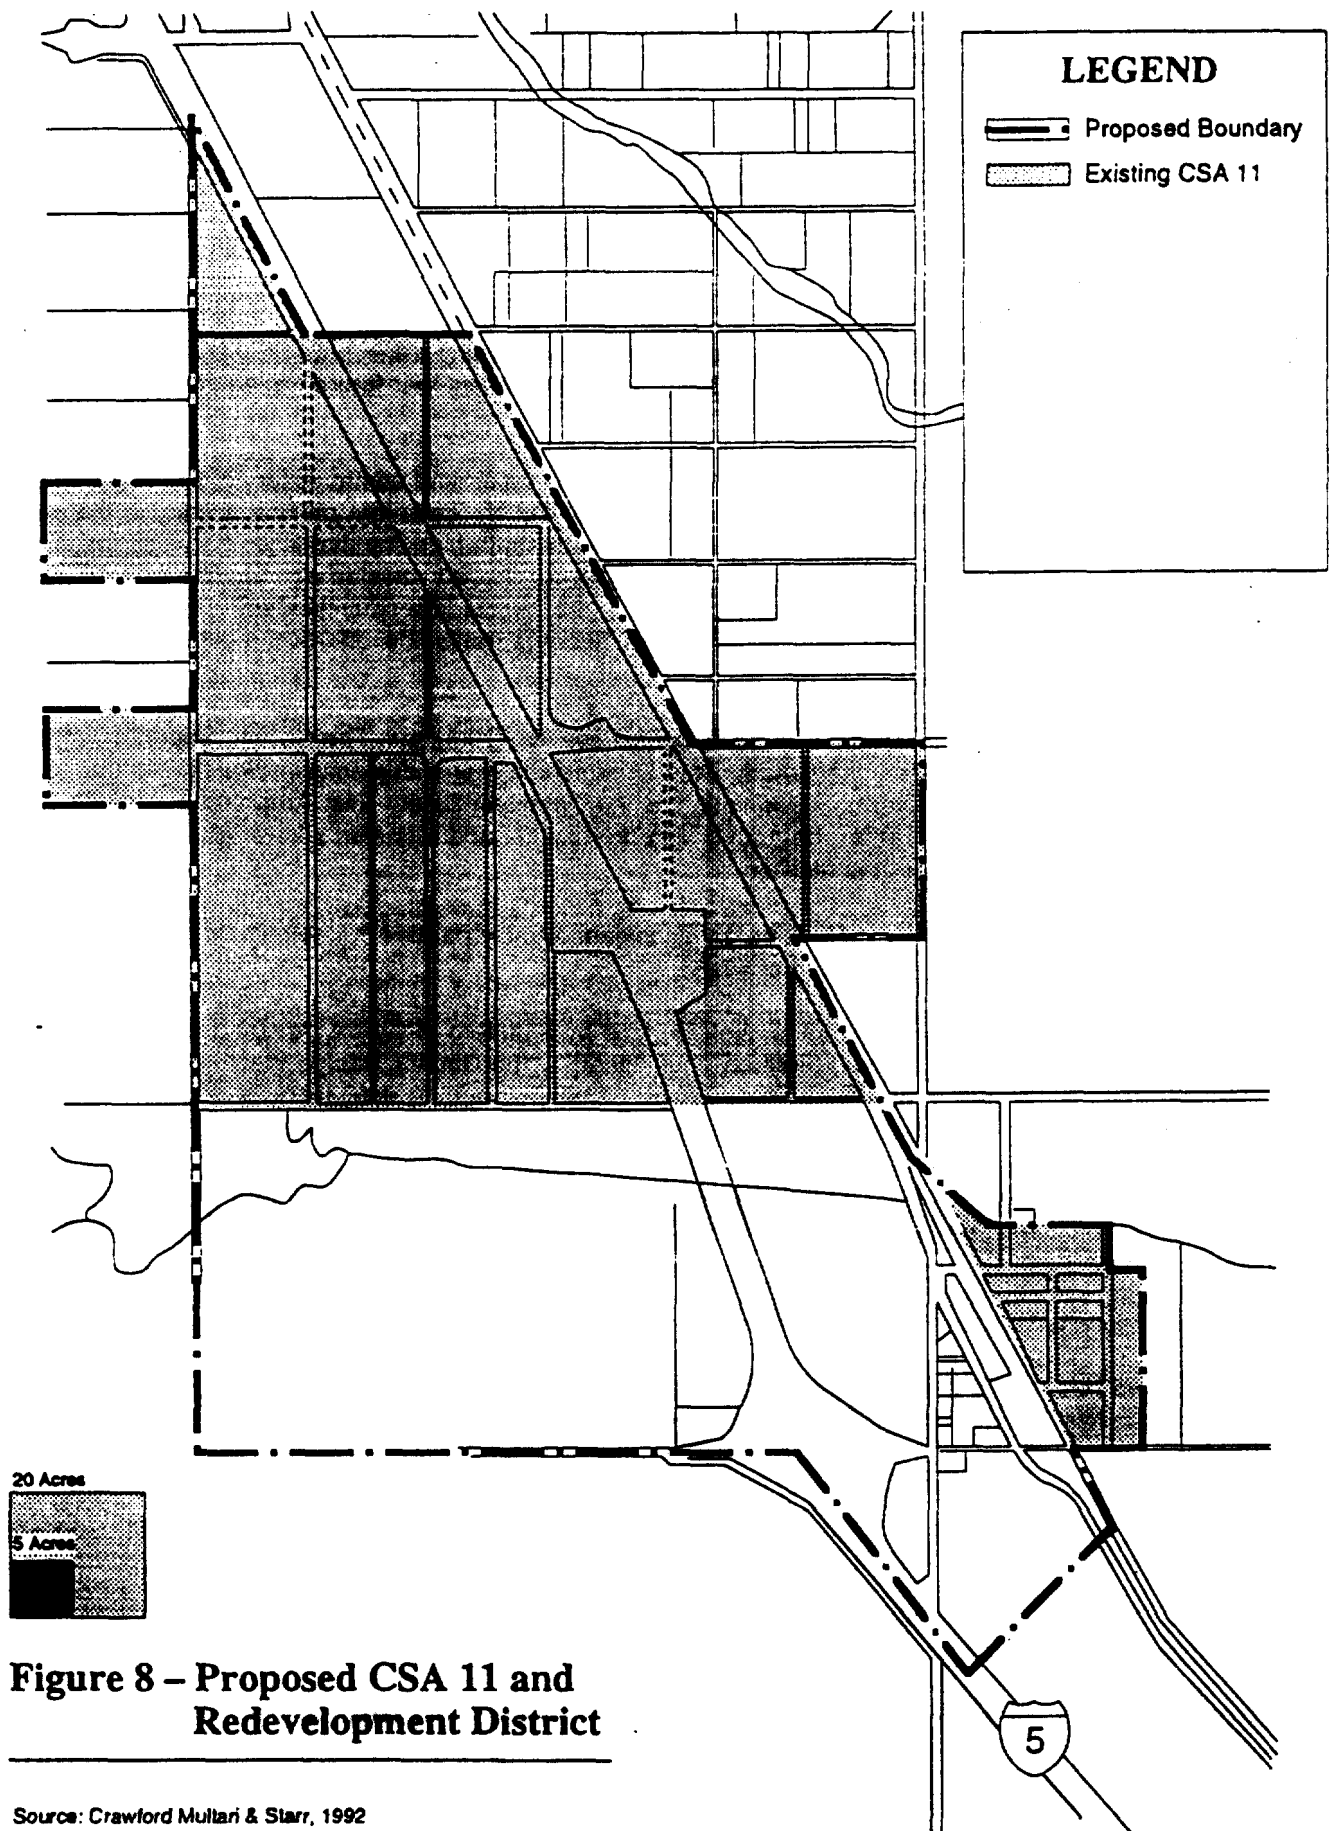 LEGEND
Proposed Boundary
Existing CSA 11
20 Acres
5 Acres
Figure 8 – Proposed CSA 11 and
Redevelopment District
5
Source: Crawford Multari & Starr, 1992